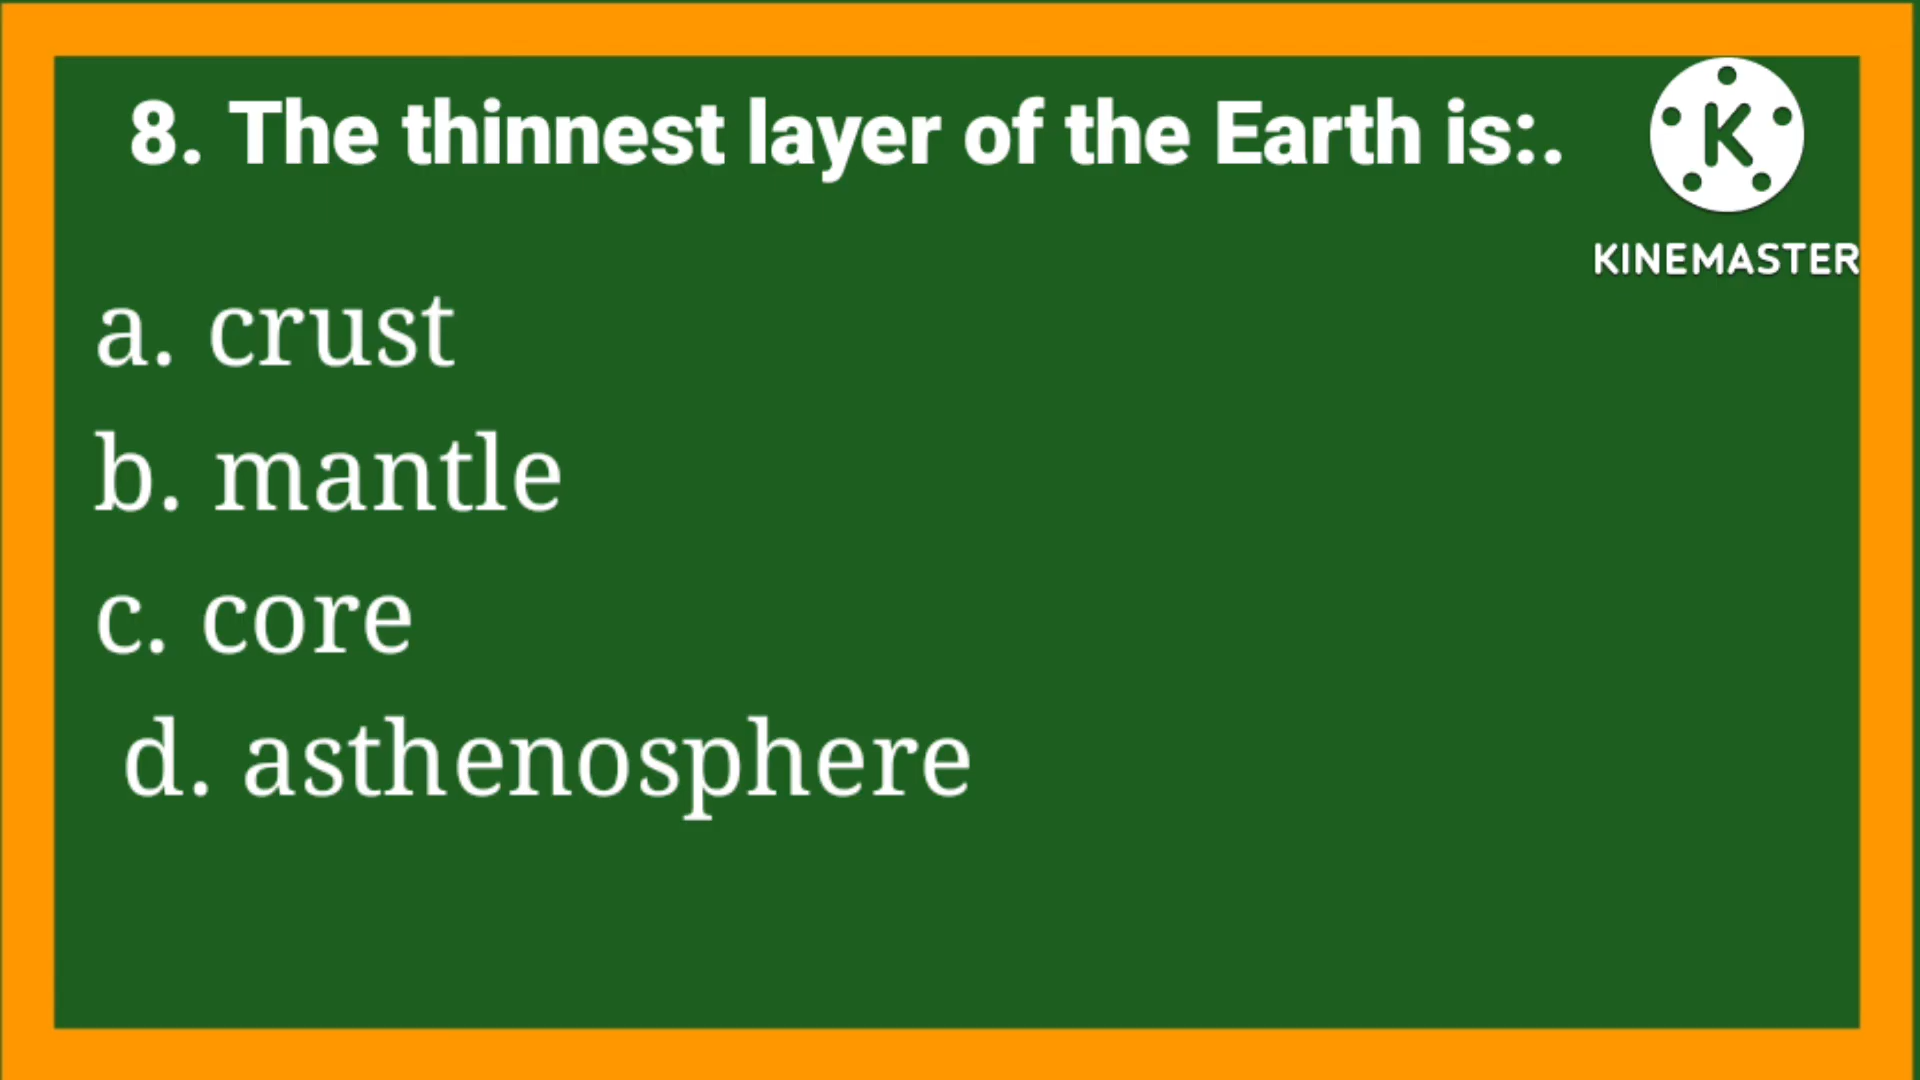 8. The thinnest layer of the Earth is:.
K
KINEMASTER
a. crust
b. mantle
c. core
d. asthenosphere